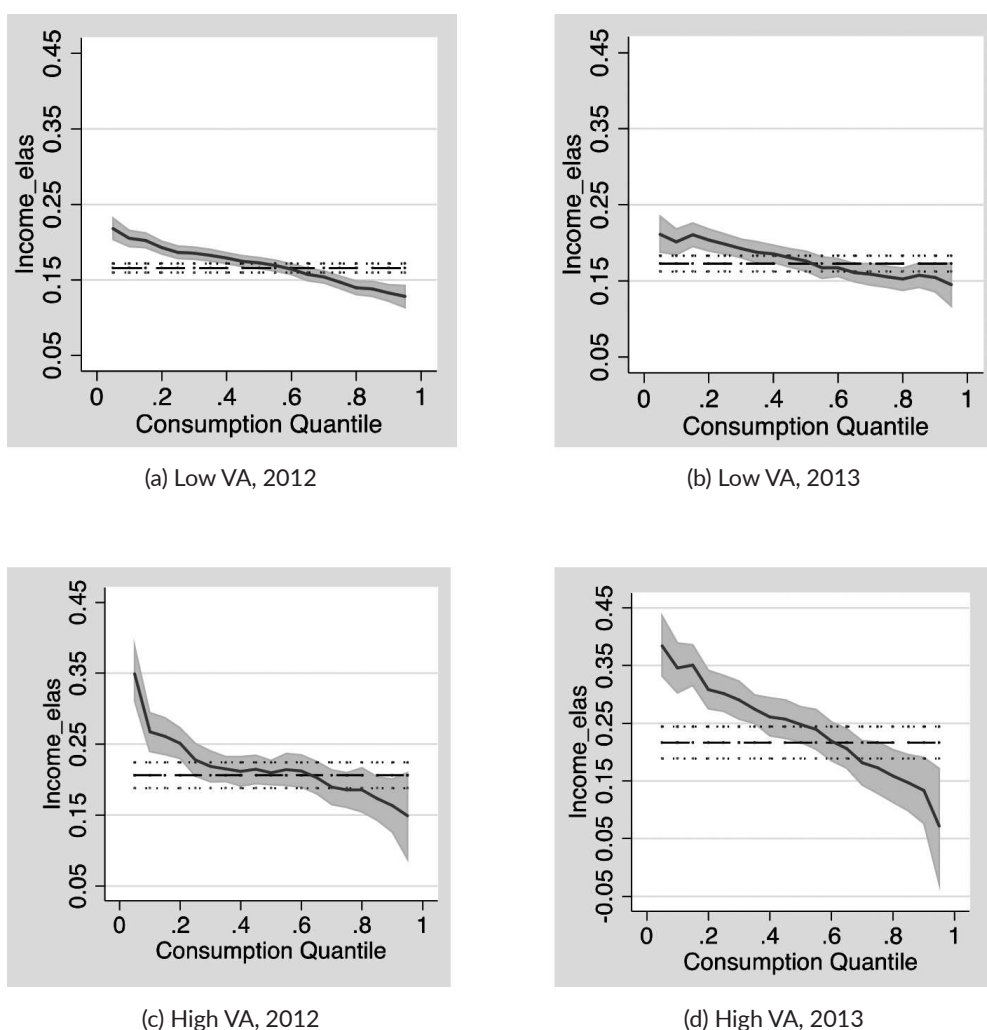 0.45
0.35
0.25
0.15
0.05
Income_elas
0 .2 .4 .6 .8 1
Consumption Quantile
(a) Low VA, 2012
0.45
0.35
0.25
0.15
0.05
Income_elas
0 .2 .4 .6 .8 1
Consumption Quantile
(b) Low VA, 2013
0.45
0.35
0.25
0.15
0.05
Income_elas
0 .2 .4 .6 .8 1
Consumption Quantile
(c) High VA, 2012
0.45
0.35
0.25
0.15
0.05
-0.05
Income_elas
0 .2 .4 .6 .8 1
Consumption Quantile
(d) High VA, 2013